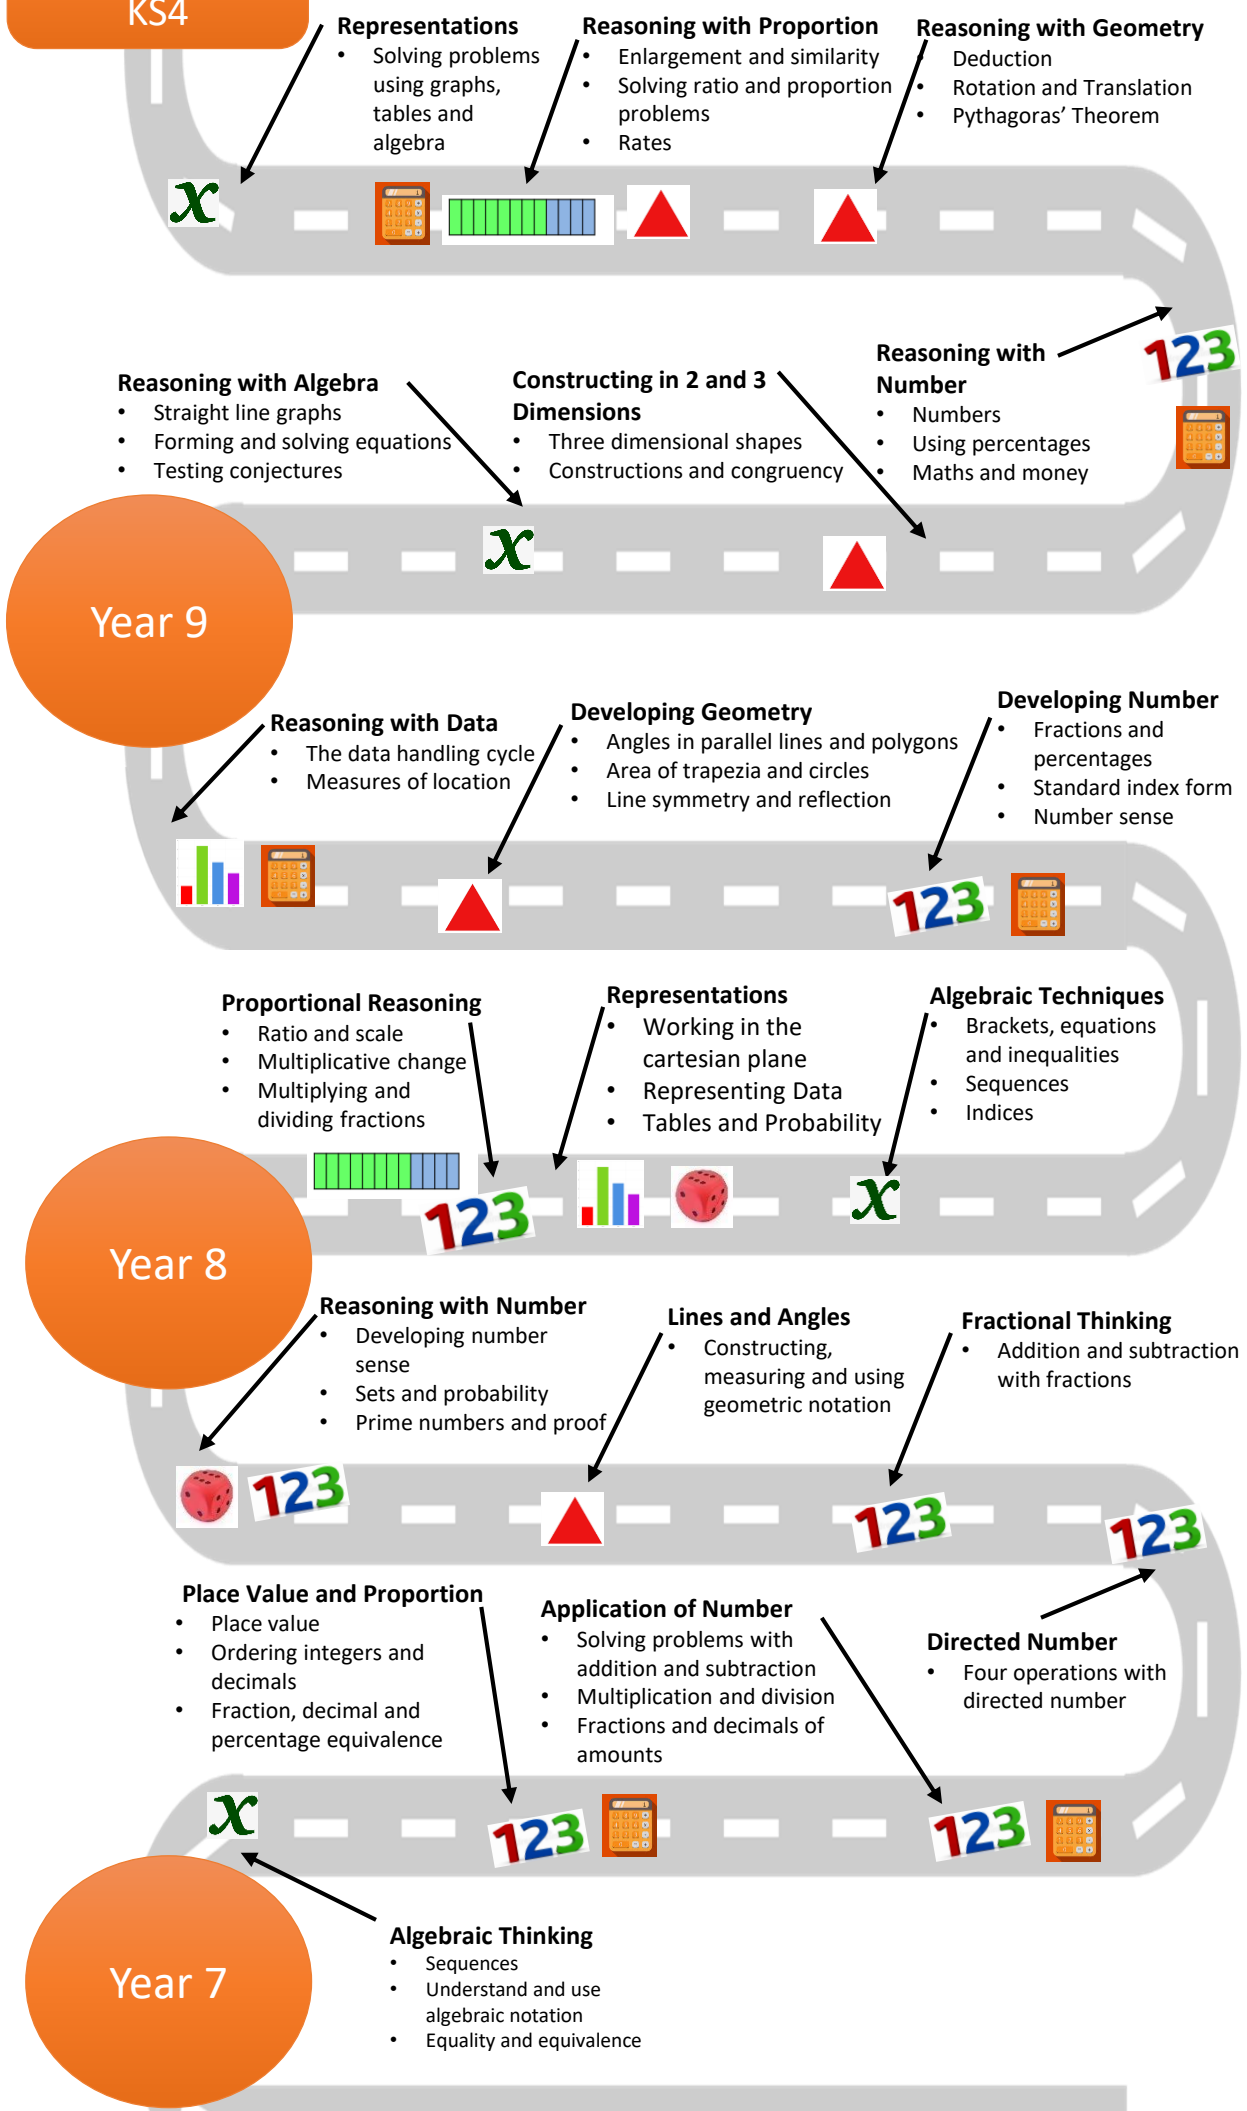 KS4
Representations
• Solving problems
using graphs,
tables and
algebra
Reasoning with Proportion
• Enlargement and similarity
• Solving ratio and proportion
problems
• Rates
Reasoning with Geometry
• Deduction
• Rotation and Translation
• Pythagoras’ Theorem
x
Reasoning with Algebra
• Straight line graphs
• Forming and solving equations
• Testing conjectures
Constructing in 2 and 3
Dimensions
• Three dimensional shapes
• Constructions and congruency
Reasoning with
Number
• Numbers
• Using percentages
• Maths and money
123
x
Year 9
Reasoning with Data
• The data handling cycle
• Measures of location
Developing Geometry
• Angles in parallel lines and polygons
• Area of trapezia and circles
• Line symmetry and reflection
Developing Number
• Fractions and
percentages
• Standard index form
• Number sense
123
Proportional Reasoning
• Ratio and scale
• Multiplicative change
• Multiplying and
dividing fractions
Representations
• Working in the
cartesian plane
• Representing Data
• Tables and Probability
Algebraic Techniques
• Brackets, equations
and inequalities
• Sequences
• Indices
123
x
Year 8
Reasoning with Number
• Developing number
sense
• Sets and probability
• Prime numbers and proof
Lines and Angles
• Constructing,
measuring and using
geometric notation
Fractional Thinking
• Addition and subtraction
with fractions
123
123
123
Place Value and Proportion
• Place value
• Ordering integers and
decimals
• Fraction, decimal and
percentage equivalence
Application of Number
• Solving problems with
addition and subtraction
• Multiplication and division
• Fractions and decimals of
amounts
Directed Number
• Four operations with
directed number
x
123
123
Year 7
Algebraic Thinking
• Sequences
• Understand and use
algebraic notation
• Equality and equivalence